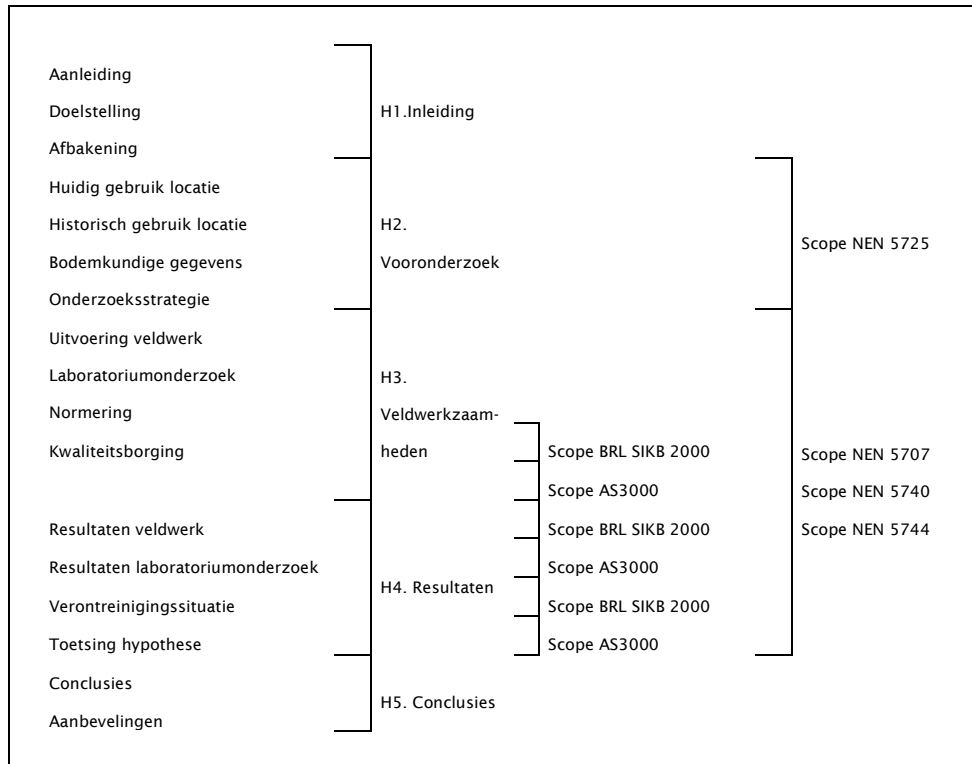 Aanleiding
Doelstelling
H1.Inleiding
Afbakening
Huidig gebruik locatie
Historisch gebruik locatie
H2.
Scope NEN 5725
Bodemkundige gegevens
Vooronderzoek
Onderzoeksstrategie
Uitvoering veldwerk
Laboratoriumonderzoek
H3.
Normering
Veldwerkzaam-
Kwaliteitsborging
heden
Scope BRL SIKB 2000
Scope NEN 5707
Scope AS3000
Scope NEN 5740
Resultaten veldwerk
Scope BRL SIKB 2000
Scope NEN 5744
Resultaten laboratoriumonderzoek
Scope AS3000
H4. Resultaten
Verontreinigingssituatie
Scope BRL SIKB 2000
Toetsing hypothese
Scope AS3000
Conclusies
H5. Conclusies
Aanbevelingen